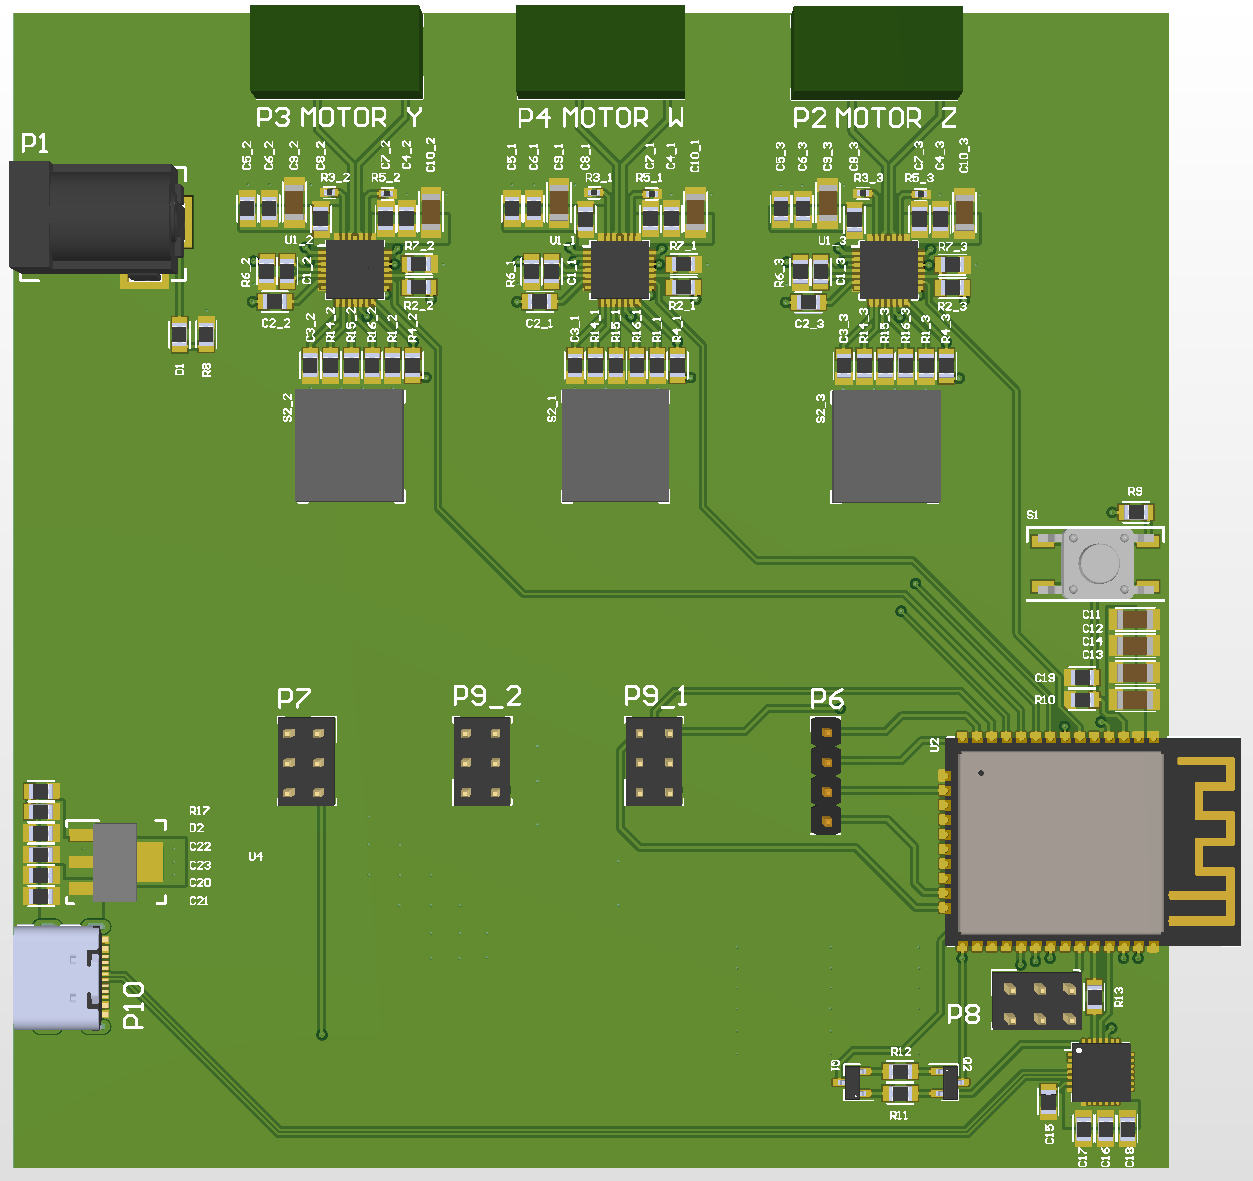 P3 MOTOR Y
P4 MOTOR W
P2 MOTOR Z
P1
C5_2
C6_2
C9_2
C8_2
C7_2
C4_2
C10_2
C5_1
C6_1
C9_1
C8_1
C7_1
C4_1
C10_1
C5_3
C6_3
C9_3
C8_3
C7_3
C4_3
C10_3
R3_2
R5_2
R3_1
R5_1
R3_3
R5_3
U1_2
R7_2
U1_1
R7_1
U1_3
R7_3
R6_2
C1_2
R6_1
C1_1
R6_3
C1_3
R2_2
R2_1
R2_3
C2_2
C2_1
C2_3
C3_2
R14_2
R15_2
R16_2
R1_2
R4_2
C3_1
R14_1
R15_1
R16_1
R1_1
R4_1
C3_3
R14_3
R15_3
R16_3
R1_3
R4_3
D1
R8
S2_2
S2_1
S2_3
R9
S1
C11
C12
C14
C13
C19
R10
P7
P9_2
P9_1
P6
U2
R17
D2
C22
U4
C23
C20
C21
P10
P8
R13
R12
Q1
Q2
R11
C15
C17
C16
C18